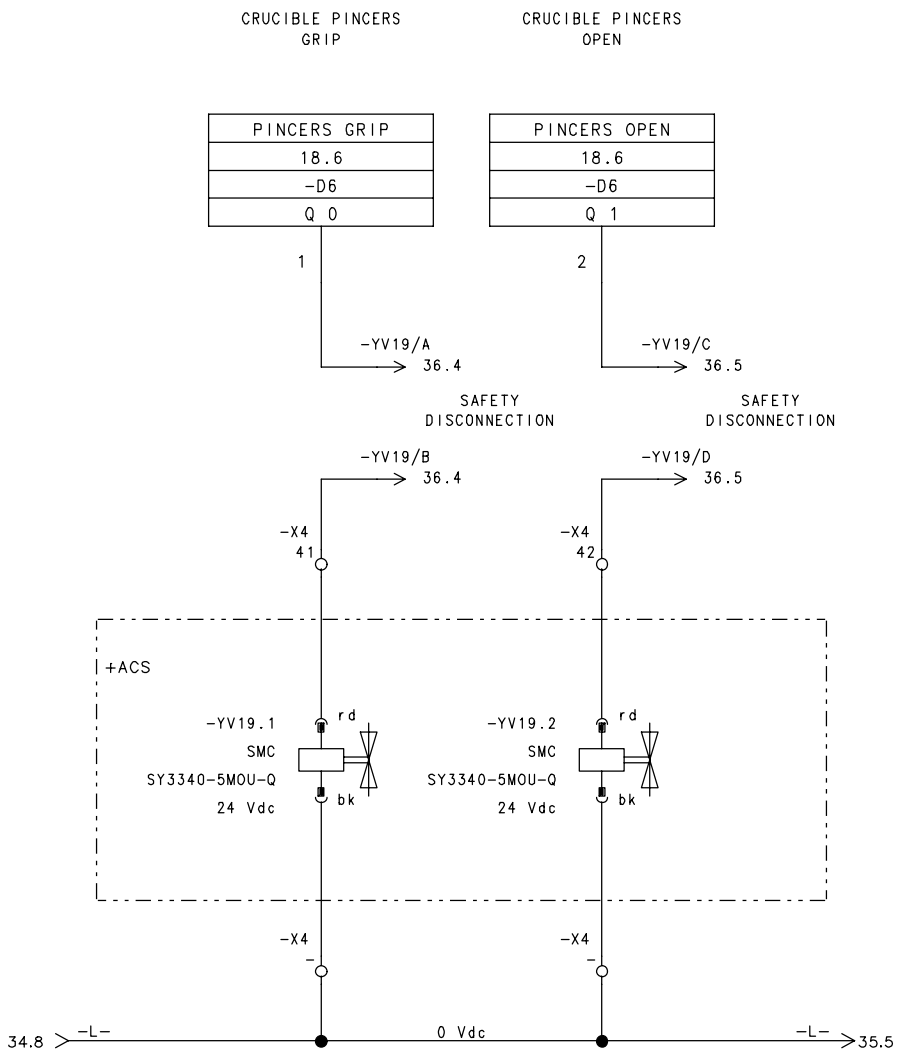 CRUCIBLE PINCERS
GRIP
CRUCIBLE PINCERS
OPEN
PINCERS GRIP
18.6
-D6
Q 0
PINCERS OPEN
18.6
-D6
Q 1
1
2
-YV19/A
36.4
-YV19/C
36.5
SAFETY
DISCONNECTION
SAFETY
DISCONNECTION
-YV19/B
36.4
-YV19/D
36.5
-X4
41
-X4
42
+ACS
-YV19.1
rd
SMC
SY3340-5MOU-Q
24 Vdc
bk
-YV19.2
rd
SMC
SY3340-5MOU-Q
24 Vdc
bk
-X4
-
-X4
-
34.8
-L-
0 Vdc
-L-
35.5